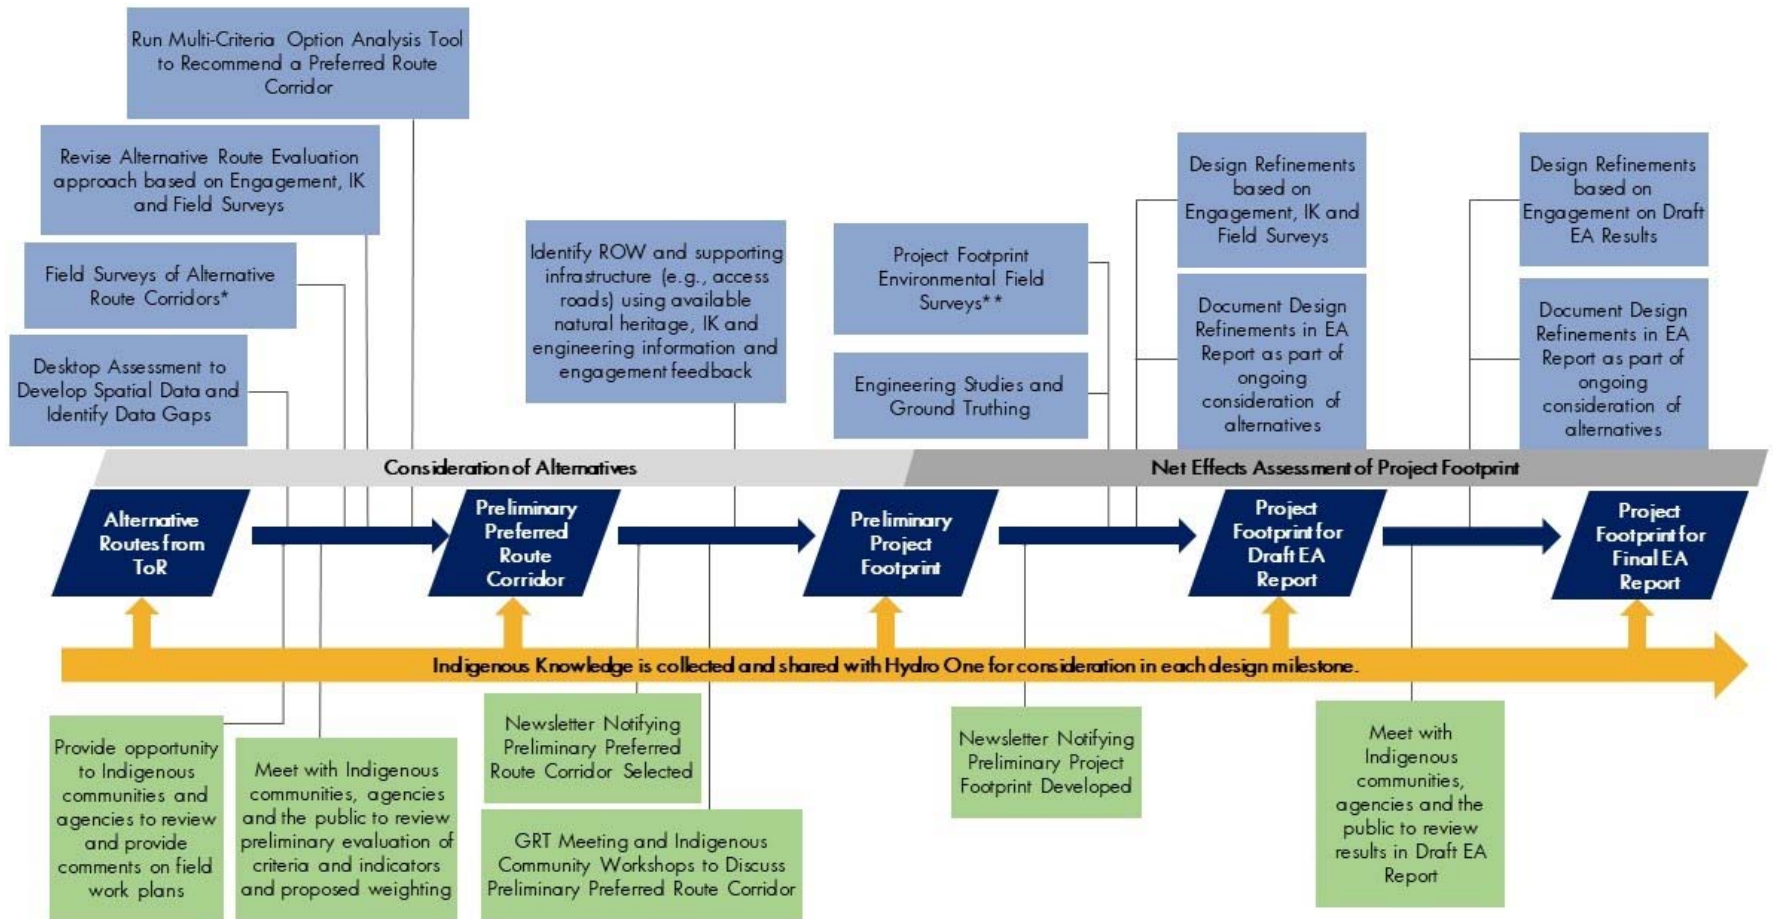 Run Multi-Criteria Option Analysis Tool
to Recommend a Preferred Route
Corridor
Revise Alternative Route Evaluation
approach based on Engagement, IK
and Field Surveys
Field Surveys of Alternative
Route Corridors*
Desktop Assessment to
Develop Spatial Data and
Identify Data Gaps
Identify ROW and supporting
infrastructure (e.g., access
roads) using available
natural heritage, IK and
engineering information and
engagement feedback
Project Footprint
Environmental Field
Surveys**
Engineering Studies and
Ground Truthing
Design Refinements
based on
Engagement, IK and
Field Surveys
Document Design
Refinements in EA
Report as part of
ongoing
consideration of
alternatives
Design Refinements
based on
Engagement on Draft
EA Results
Document Design
Refinements in EA
Report as part of
ongoing
consideration of
alternatives
Consideration of Alternatives
Net Effects Assessment of Project Footprint
Alternative
Routes from
ToR
Preliminary
Preferred
Route
Corridor
Preliminary
Project
Footprint
Project
Footprint for
Draft EA
Report
Project
Footprint for
Final EA
Report
Indigenous Knowledge is collected and shared with Hydro One for consideration in each design milestone.
Provide opportunity
to Indigenous
communities and
agencies to review
and provide
comments on field
work plans
Meet with Indigenous
communities, agencies
and the public to review
preliminary evaluation of
criteria and indicators
and proposed weighting
Newsletter Notifying
Preliminary Preferred
Route Corridor Selected
GRT Meeting and Indigenous
Community Workshops to Discuss
Preliminary Preferred Route Corridor
Newsletter Notifying
Preliminary Project
Footprint Developed
Meet with
Indigenous
communities,
agencies and the
public to review
results in Draft EA
Report